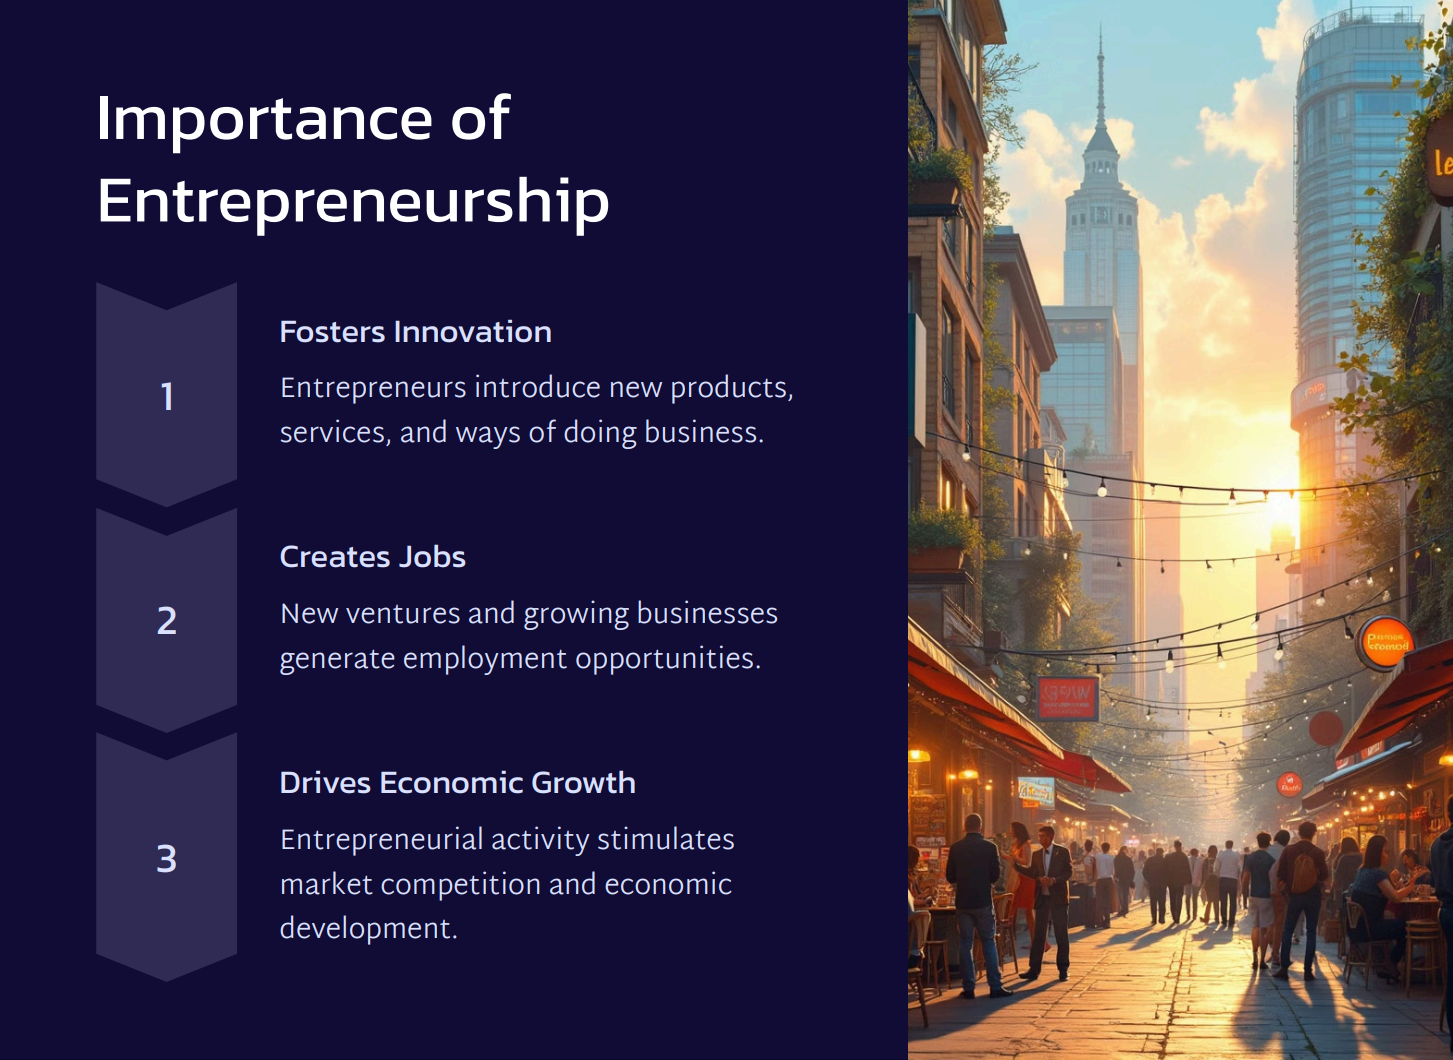 Importance of
Entrepreneurship
1
Fosters Innovation
Entrepreneurs introduce new products,
services, and ways of doing business.
2
Creates Jobs
New ventures and growing businesses
generate employment opportunities.
3
Drives Economic Growth
Entrepreneurial activity stimulates
market competition and economic
development.
le